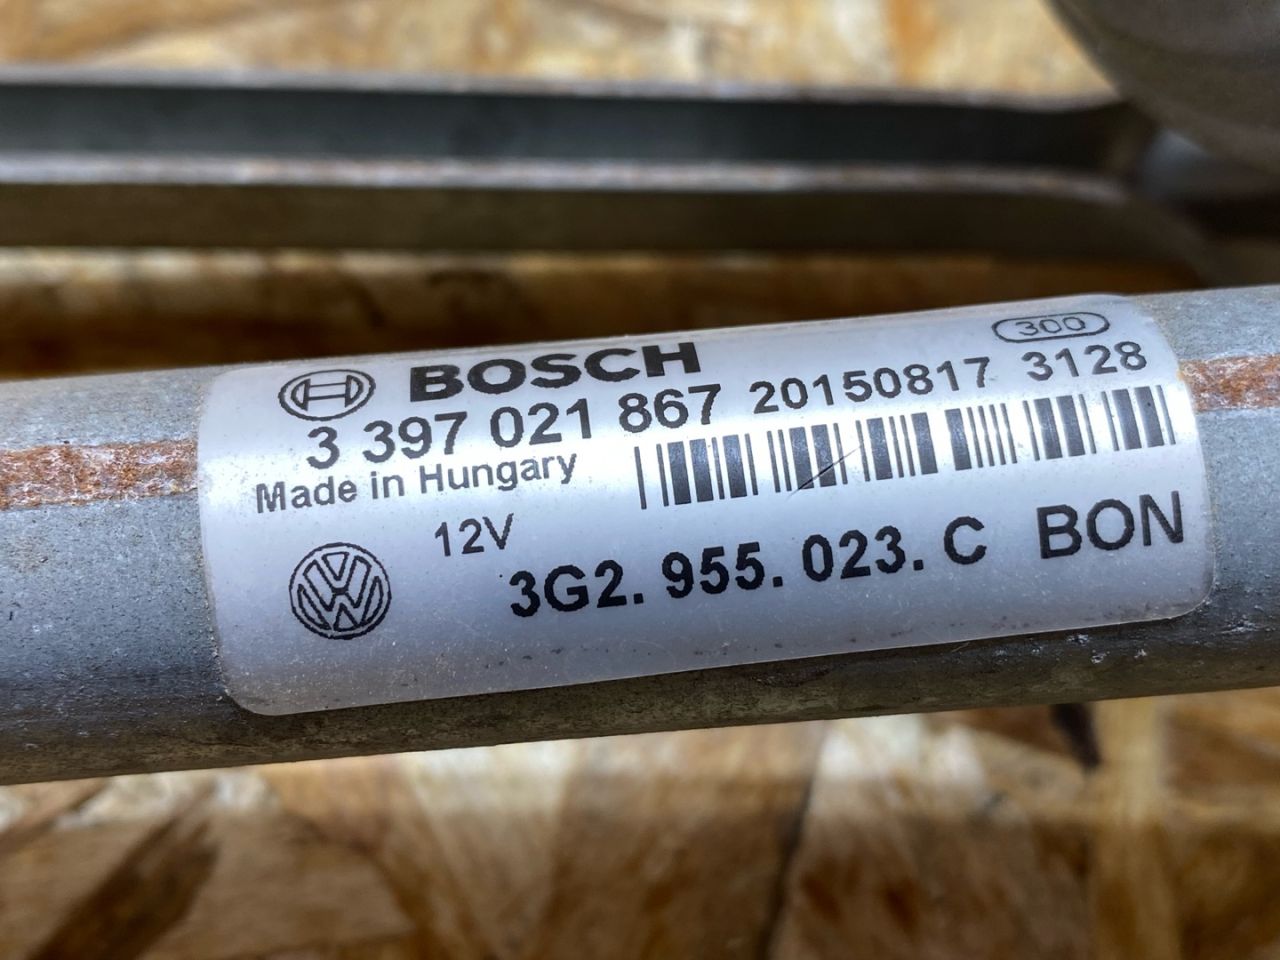 300
BOSCH
3 397 021 867 20150817 3128
Made in Hungary
12V
3G2. 955. 023. C BON